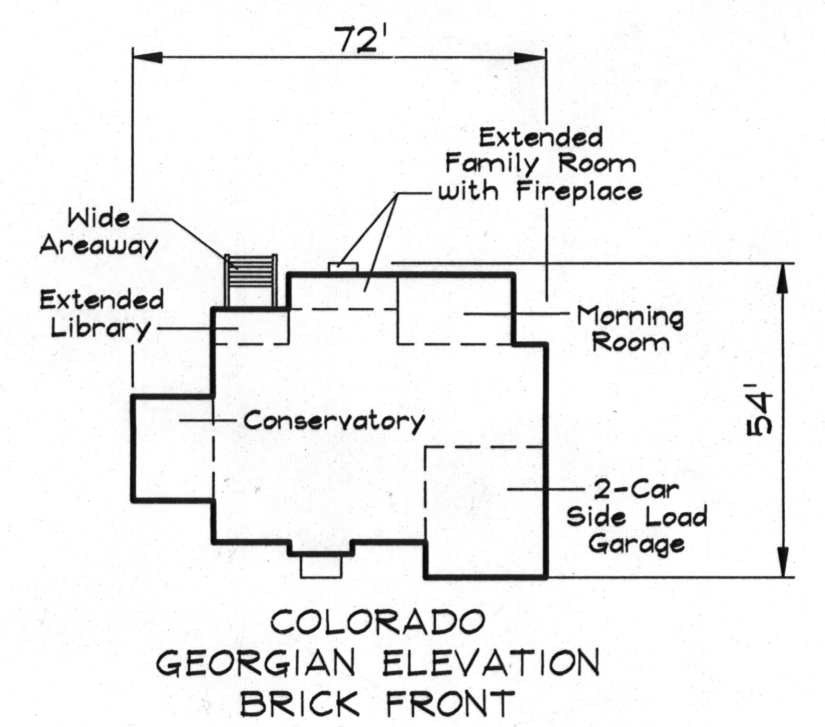 72'
Extended
Family Room
with Fireplace
Wide
Areaway
Extended
Library
Morning
Room
Conservatory
54'
2-Car
Side Load
Garage
COLORADO
GEORGIAN ELEVATION
BRICK FRONT